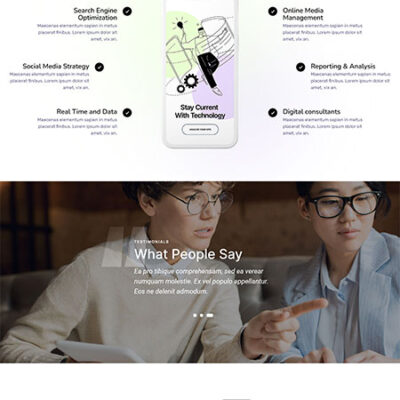 Search Engine
Optimization
Maecenas elementum sapien in metus
placerat finibus. Lorem ipsum dolor sit
amet, vix an.
Online Media
Management
Maecenas elementum sapien in metus
placerat finibus. Lorem ipsum dolor sit
amet, vix an.
Social Media Strategy
Maecenas elementum sapien in metus
placerat finibus. Lorem ipsum dolor sit
amet, vix an.
Reporting & Analysis
Maecenas elementum sapien in metus
placerat finibus. Lorem ipsum dolor sit
amet, vix an.
Stay Current
With Technology
Real Time and Data
Maecenas elementum sapien in metus
placerat finibus. Lorem ipsum dolor sit
amet, vix an.
Digital consultants
Maecenas elementum sapien in metus
placerat finibus. Lorem ipsum dolor sit
amet, vix an.
TESTIMONIALS
What People Say
Ea pro tibique comprehensam, sed ea verear
numquam molestie. Ex vel populo appellantur.
Eos ne delenit admodum.